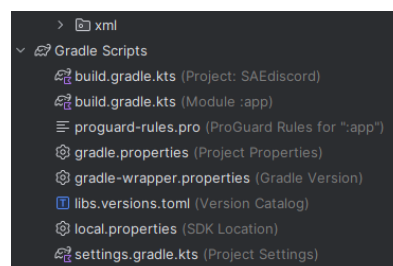 xml
Gradle Scripts
build.gradle.kts (Project: SAEdiscord)
build.gradle.kts (Module :app)
proguard-rules.pro (ProGuard Rules for ":app")
gradle.properties (Project Properties)
gradle-wrapper.properties (Gradle Version)
libs.versions.toml (Version Catalog)
local.properties (SDK Location)
settings.gradle.kts (Project Settings)